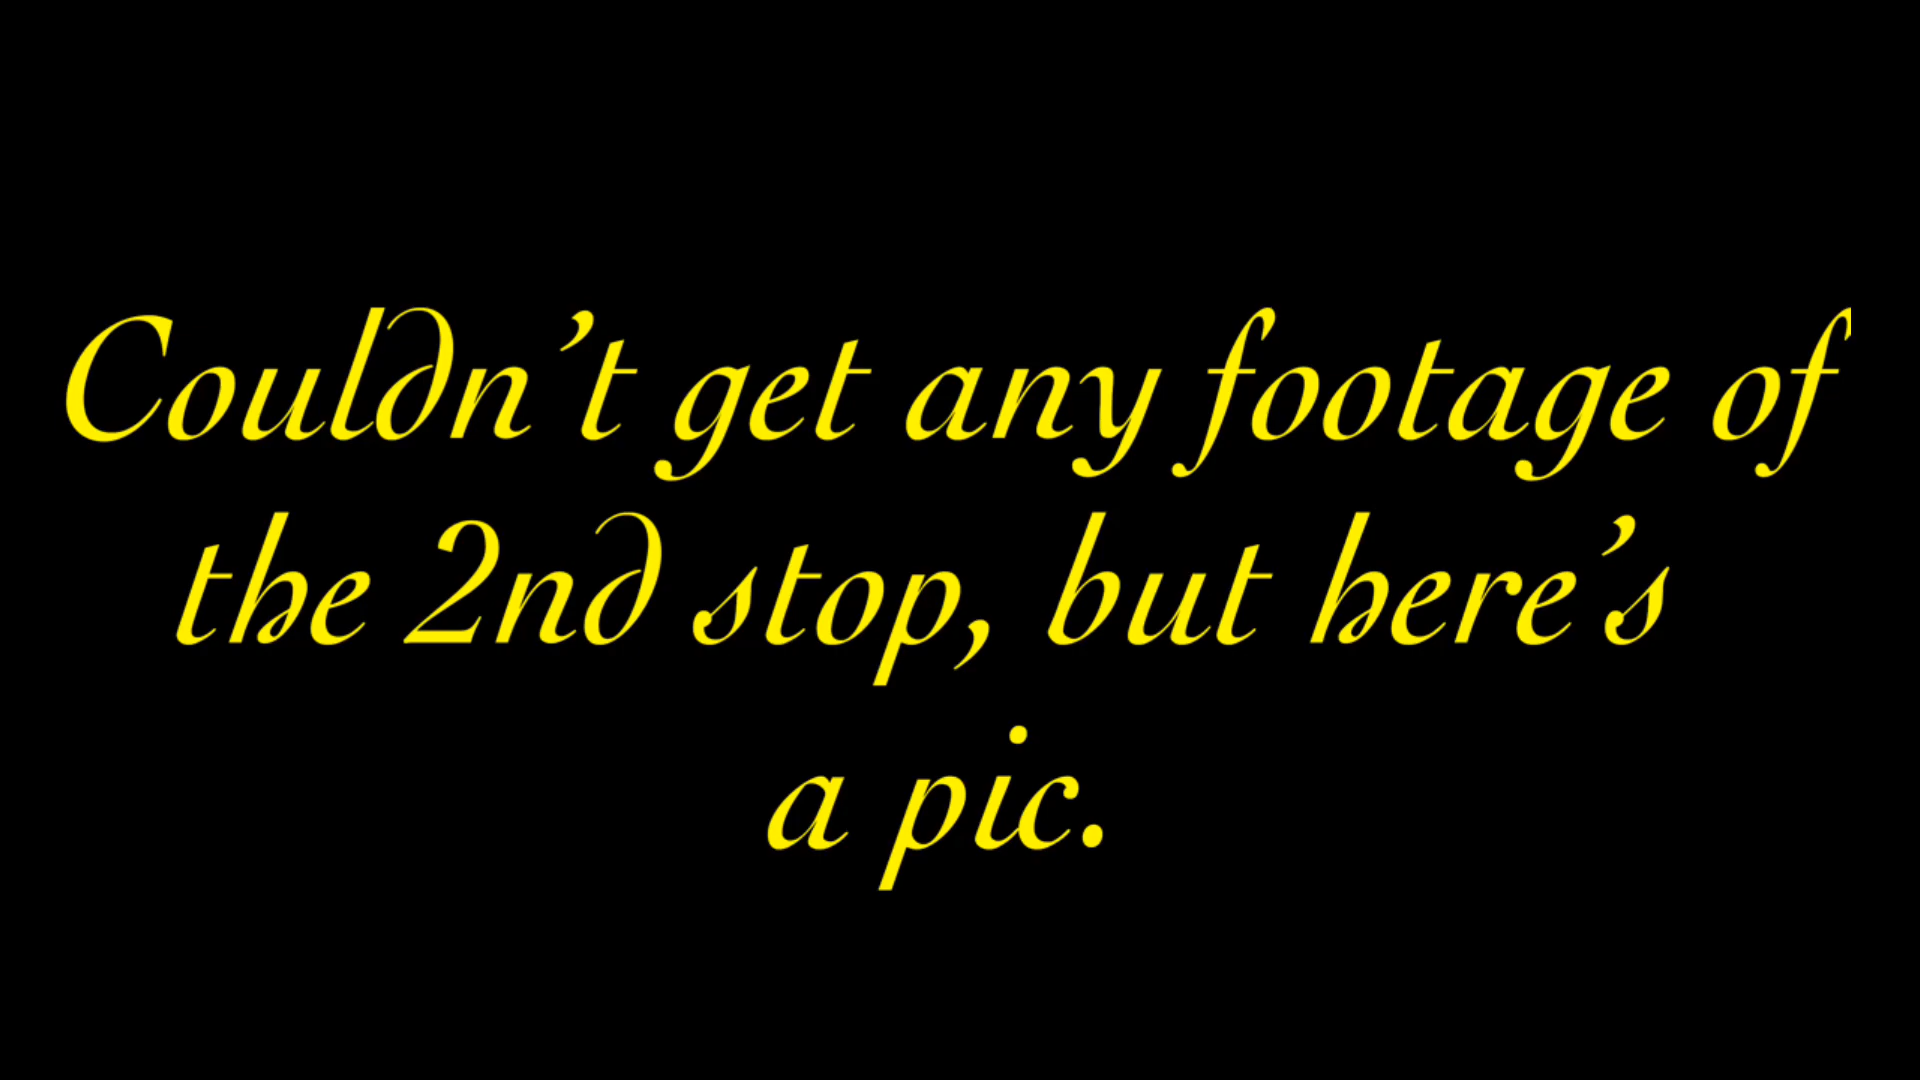 Couldn’t get any footage of
the 2nd stop, but here’s
a pic.